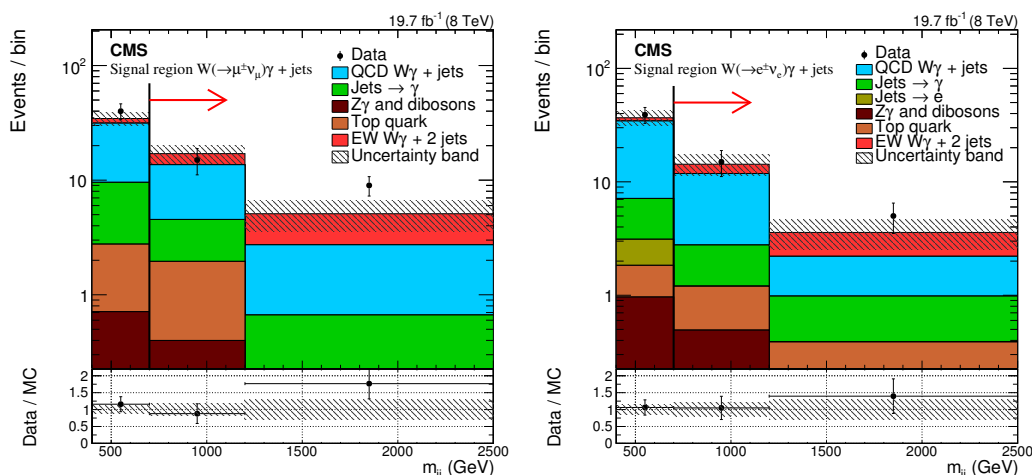 19.7 fb⁻¹ (8 TeV)
CMS
Signal region W(→μ±ν_μ)γ + jets
Data
QCD Wγ + jets
Jets → γ
Zγ and dibosons
Top quark
EW Wγ + 2 jets
Uncertainty band
Events / bin
10²
10
1
Data / MC
2
1.5
1
0.5
0
500 1000 1500 2000 2500
m_jj (GeV)
19.7 fb⁻¹ (8 TeV)
CMS
Signal region W(→e±ν_e)γ + jets
Data
QCD Wγ + jets
Jets → γ
Jets → e
Zγ and dibosons
Top quark
EW Wγ + 2 jets
Uncertainty band
Events / bin
10²
10
1
Data / MC
2
1.5
1
0.5
0
500 1000 1500 2000 2500
m_jj (GeV)